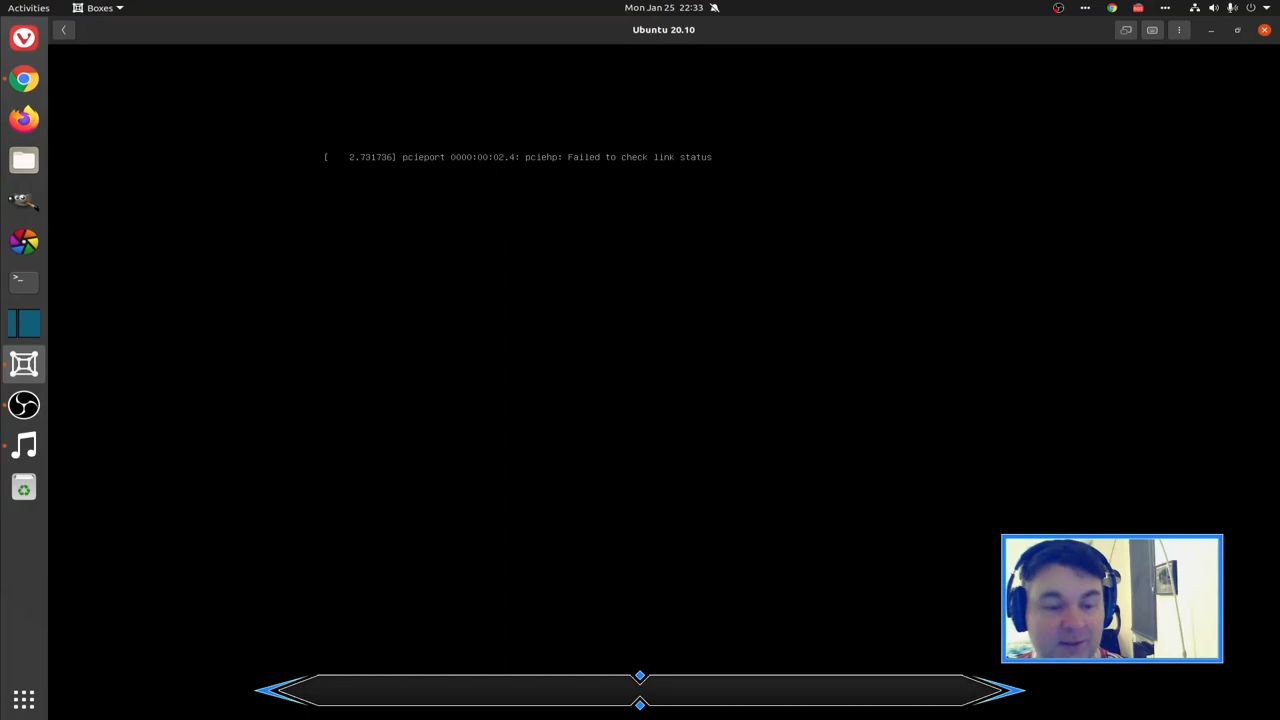 Activities
Boxes
Mon Jan 25 22:33
Ubuntu 20.10
[    2.731736] pcieport 0000:00:02.4: pciehp: Failed to check link status
>_